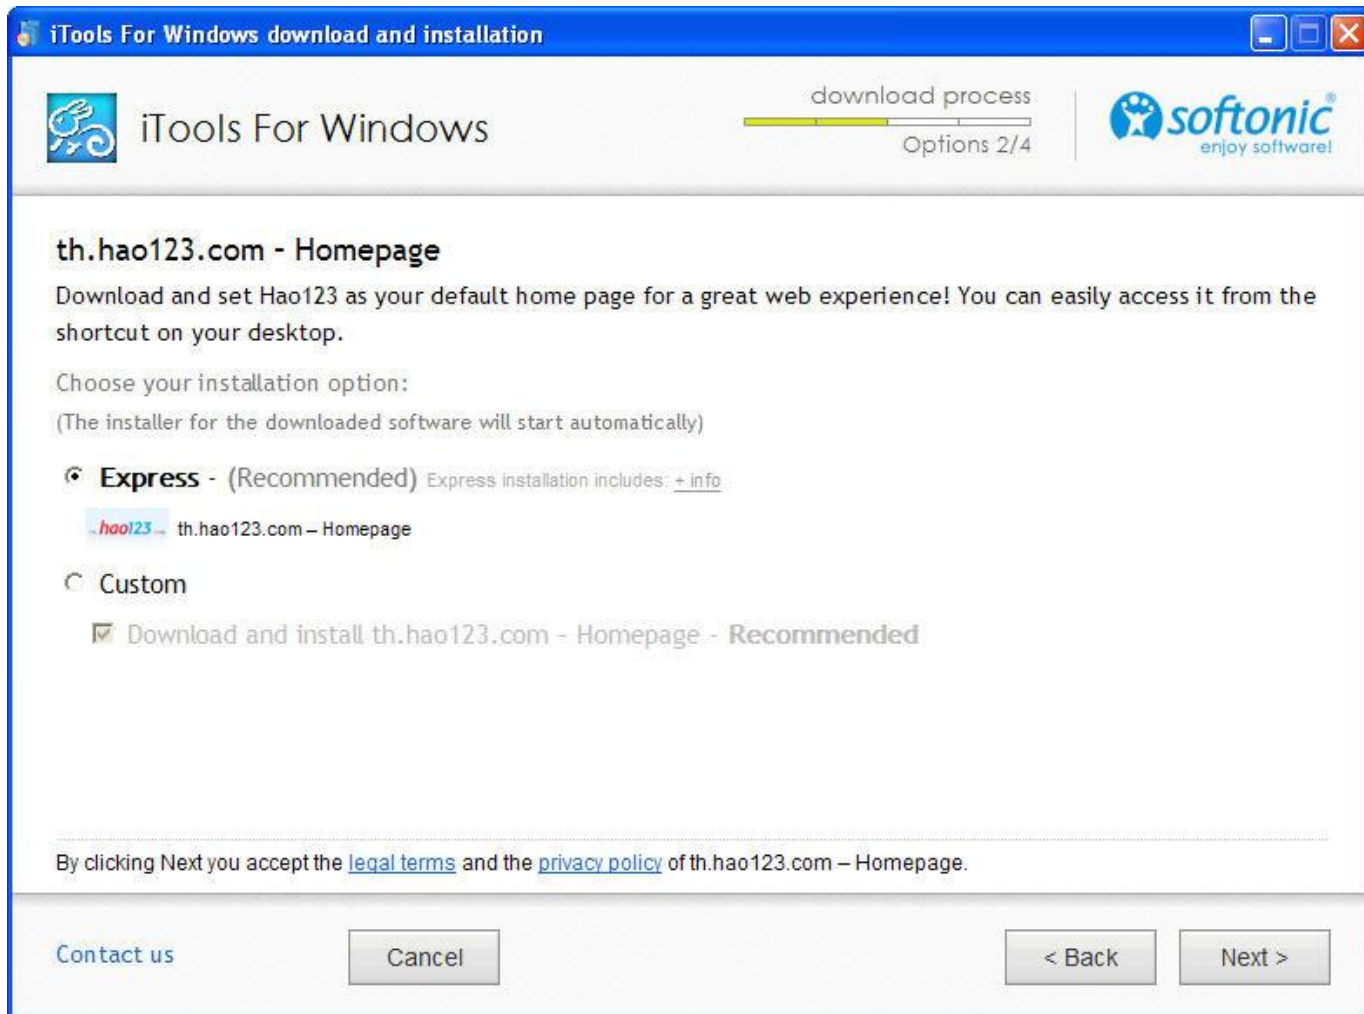 iTools For Windows download and installation
iTools For Windows
download process
Options 2/4
softonic®
enjoy software!
th.hao123.com - Homepage
Download and set Hao123 as your default home page for a great web experience! You can easily access it from the
shortcut on your desktop.
Choose your installation option:
(The installer for the downloaded software will start automatically)
Express - (Recommended) Express installation includes: + info
hao123 th.hao123.com – Homepage
Custom
Download and install th.hao123.com - Homepage - Recommended
By clicking Next you accept the legal terms and the privacy policy of th.hao123.com – Homepage.
Contact us
Cancel
< Back
Next >